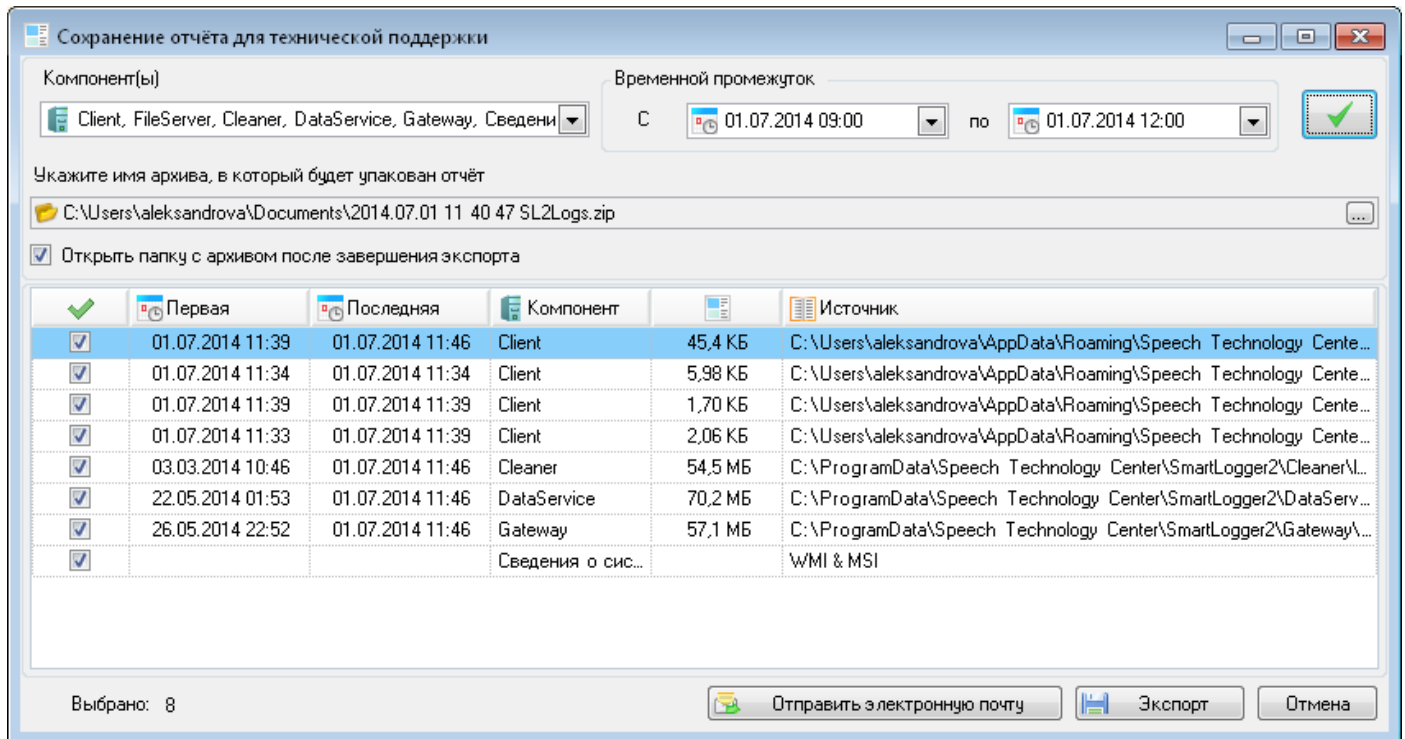 Сохранение отчёта для технической поддержки
Компонент(ы)
Временной промежуток
Client, FileServer, Cleaner, DataService, Gateway, Сведени
С 01.07.2014 09:00 по 01.07.2014 12:00
Укажите имя архива, в который будет упакован отчёт
C:\Users\aleksandrova\Documents\2014.07.01 11 40 47 SL2Logs.zip
...
Открыть папку с архивом после завершения экспорта
Первая Последняя Компонент Источник
01.07.2014 11:39 01.07.2014 11:46 Client 45,4 КБ C:\Users\aleksandrova\AppData\Roaming\Speech Technology Cente...
01.07.2014 11:34 01.07.2014 11:34 Client 5,98 КБ C:\Users\aleksandrova\AppData\Roaming\Speech Technology Cente...
01.07.2014 11:39 01.07.2014 11:39 Client 1,70 КБ C:\Users\aleksandrova\AppData\Roaming\Speech Technology Cente...
01.07.2014 11:33 01.07.2014 11:39 Client 2,06 КБ C:\Users\aleksandrova\AppData\Roaming\Speech Technology Cente...
03.03.2014 10:46 01.07.2014 11:46 Cleaner 54,5 МБ C:\ProgramData\Speech Technology Center\SmartLogger2\Cleaner\l...
22.05.2014 01:53 01.07.2014 11:46 DataService 70,2 МБ C:\ProgramData\Speech Technology Center\SmartLogger2\DataServ...
26.05.2014 22:52 01.07.2014 11:46 Gateway 57,1 МБ C:\ProgramData\Speech Technology Center\SmartLogger2\Gateway\...
Сведения о сис... WMI & MSI
Выбрано: 8 Отправить электронную почту Экспорт Отмена